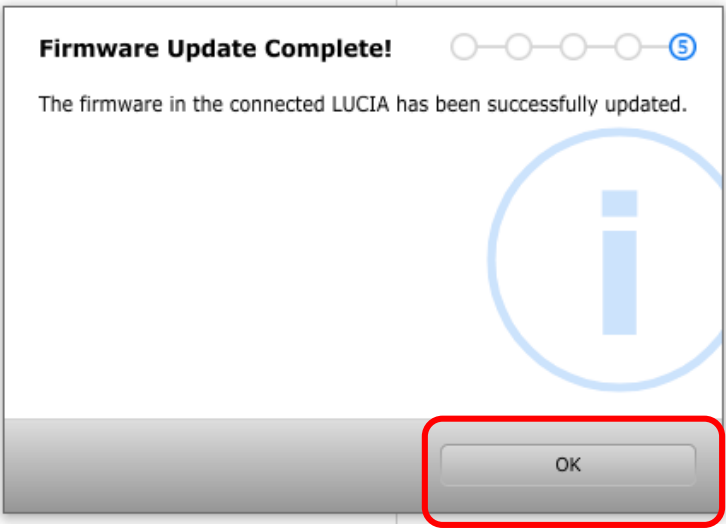 Firmware Update Complete!
5
The firmware in the connected LUCIA has been successfully updated.
OK